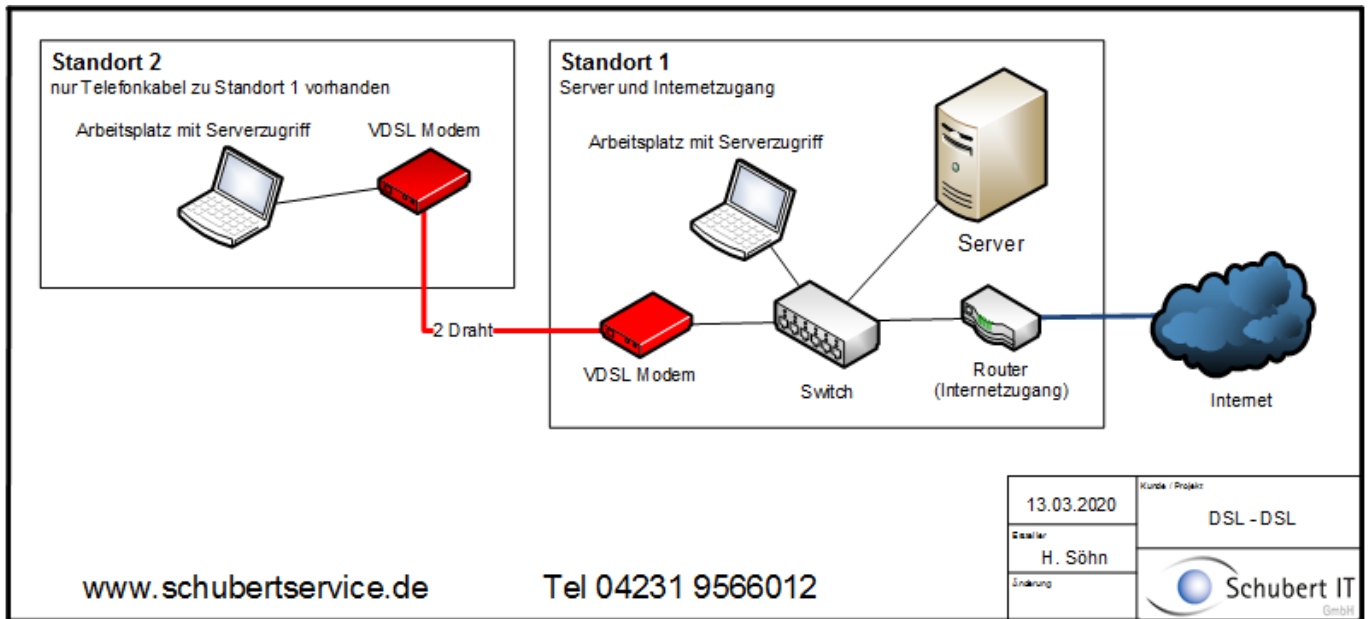 Standort 2
nur Telefonkabel zu Standort 1 vorhanden
Arbeitsplatz mit Serverzugriff
VDSL Modem
2 Draht
Standort 1
Server und Internetzugang
Arbeitsplatz mit Serverzugriff
Server
VDSL Modem
Switch
Router
(Internetzugang)
Internet
www.schubertservice.de
Tel 04231 9566012
13.03.2020
Ersteller
H. Söhn
Änderung
Kunde / Projekt
DSL - DSL
Schubert IT
GmbH